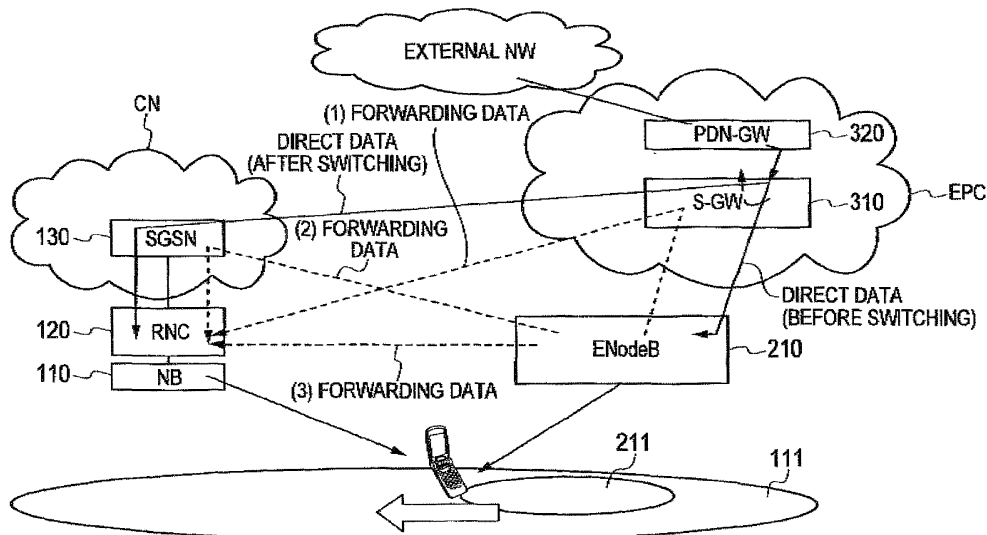 EXTERNAL NW
CN
(1) FORWARDING DATA
DIRECT DATA
(AFTER SWITCHING)
PDN-GW
320
S-GW
310
EPC
130
SGSN
(2) FORWARDING
DATA
DIRECT DATA
(BEFORE SWITCHING)
120
RNC
ENodeB
210
110
NB
(3) FORWARDING DATA
211
111